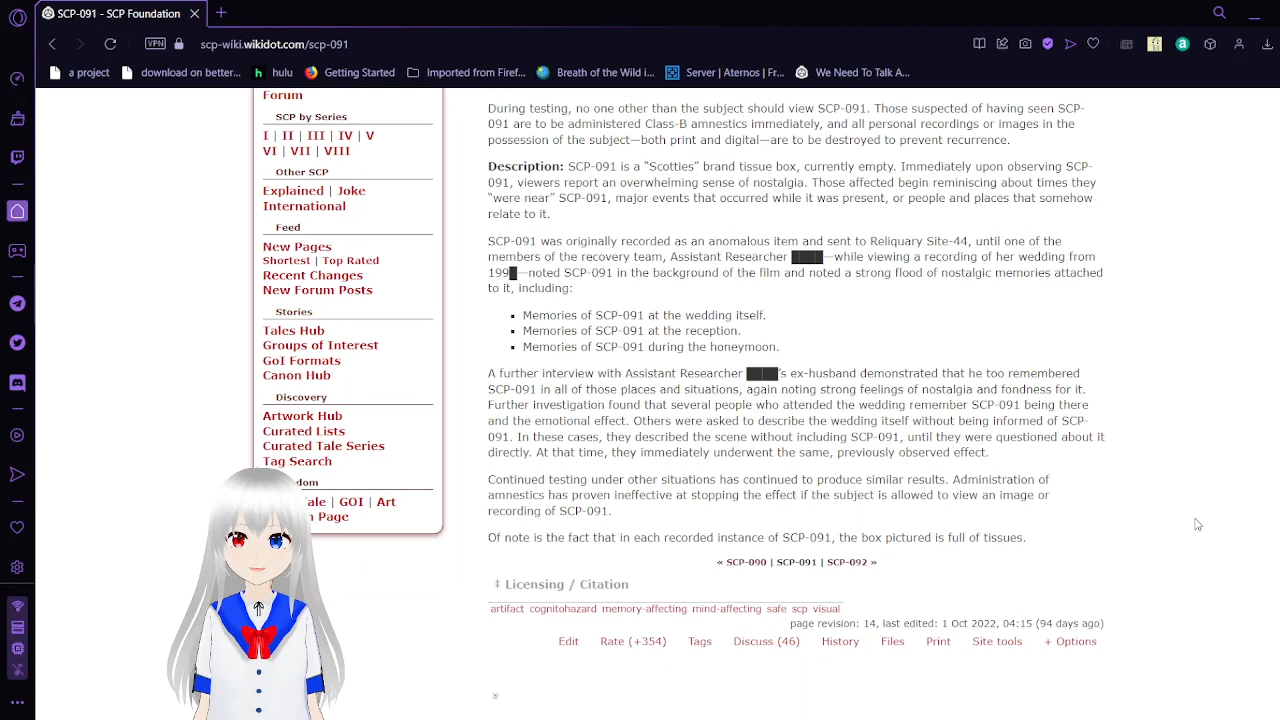 SCP-091 - SCP Foundation
VPN
scp-wiki.wikidot.com/scp-091
a project
download on better...
h
hulu
Getting Started
Imported from Firef...
Breath of the Wild i...
Server | Aternos | Fr...
We Need To Talk A...
Forum
SCP by Series
I | II | III | IV | V
VI | VII | VIII
Other SCP
Explained | Joke
International
Feed
New Pages
Shortest | Top Rated
Recent Changes
New Forum Posts
Stories
Tales Hub
Groups of Interest
GoI Formats
Canon Hub
Discovery
Artwork Hub
Curated Lists
Curated Tale Series
Tag Search
dom
ale | GOI | Art
Page
During testing, no one other than the subject should view SCP-091. Those suspected of having seen SCP-
091 are to be administered Class-B amnestics immediately, and all personal recordings or images in the
possession of the subject—both print and digital—are to be destroyed to prevent recurrence.
Description: SCP-091 is a “Scotties” brand tissue box, currently empty. Immediately upon observing SCP-
091, viewers report an overwhelming sense of nostalgia. Those affected begin reminiscing about times they
“were near” SCP-091, major events that occurred while it was present, or people and places that somehow
relate to it.
SCP-091 was originally recorded as an anomalous item and sent to Reliquary Site-44, until one of the
members of the recovery team, Assistant Researcher ████—while viewing a recording of her wedding from
199█—noted SCP-091 in the background of the film and noted a strong flood of nostalgic memories attached
to it, including:
Memories of SCP-091 at the wedding itself.
Memories of SCP-091 at the reception.
Memories of SCP-091 during the honeymoon.
A further interview with Assistant Researcher ████’s ex-husband demonstrated that he too remembered
SCP-091 in all of those places and situations, again noting strong feelings of nostalgia and fondness for it.
Further investigation found that several people who attended the wedding remember SCP-091 being there
and the emotional effect. Others were asked to describe the wedding itself without being informed of SCP-
091. In these cases, they described the scene without including SCP-091, until they were questioned about it
directly. At that time, they immediately underwent the same, previously observed effect.
Continued testing under other situations has continued to produce similar results. Administration of
amnestics has proven ineffective at stopping the effect if the subject is allowed to view an image or
recording of SCP-091.
Of note is the fact that in each recorded instance of SCP-091, the box pictured is full of tissues.
« SCP-090 | SCP-091 | SCP-092 »
‡ Licensing / Citation
artifact cognitohazard memory-affecting mind-affecting safe scp visual
page revision: 14, last edited: 1 Oct 2022, 04:15 (94 days ago)
Edit Rate (+354) Tags Discuss (46) History Files Print Site tools + Options